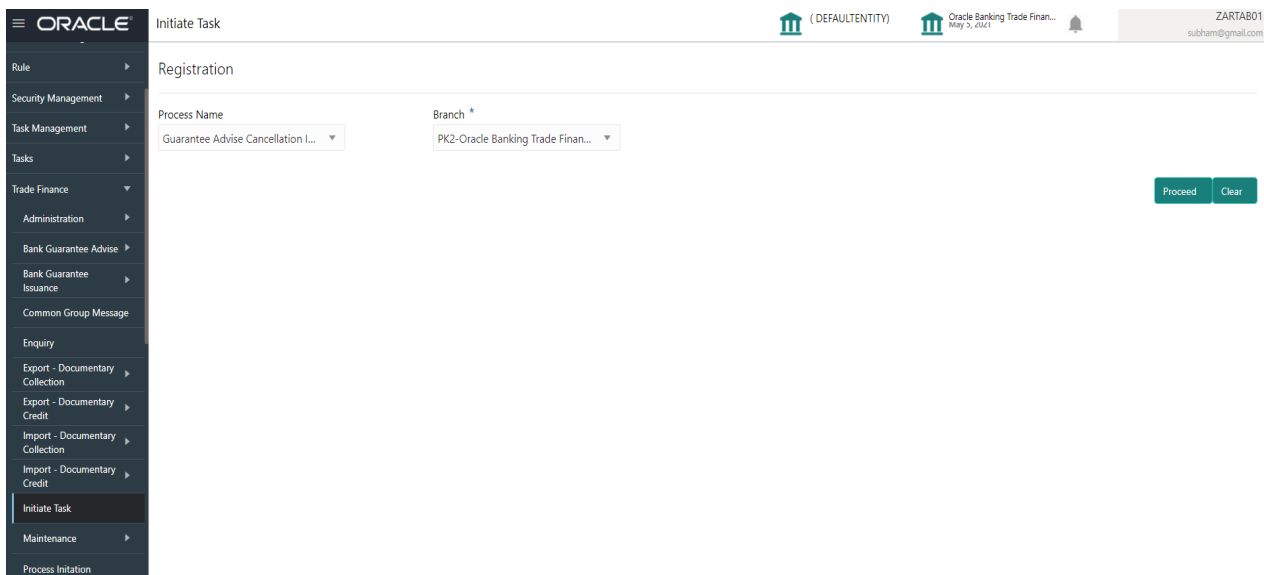 ORACLE
Initiate Task
( DEFAULTENTITY)
Oracle Banking Trade Finan...
May 5, 2021
ZARTAB01
subham@gmail.com
Rule
Security Management
Task Management
Tasks
Trade Finance
Administration
Bank Guarantee Advise
Bank Guarantee
Issuance
Common Group Message
Enquiry
Export - Documentary
Collection
Export - Documentary
Credit
Import - Documentary
Collection
Import - Documentary
Credit
Initiate Task
Maintenance
Process Initation
Registration
Process Name
Branch *
Guarantee Advise Cancellation I...
PK2-Oracle Banking Trade Finan...
Proceed
Clear